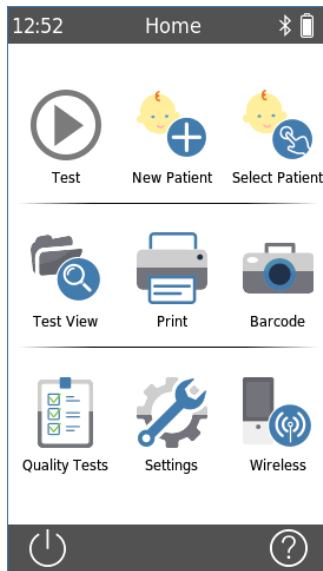 12:52 Home
Test New Patient Select Patient
Test View Print Barcode
Quality Tests Settings Wireless
?